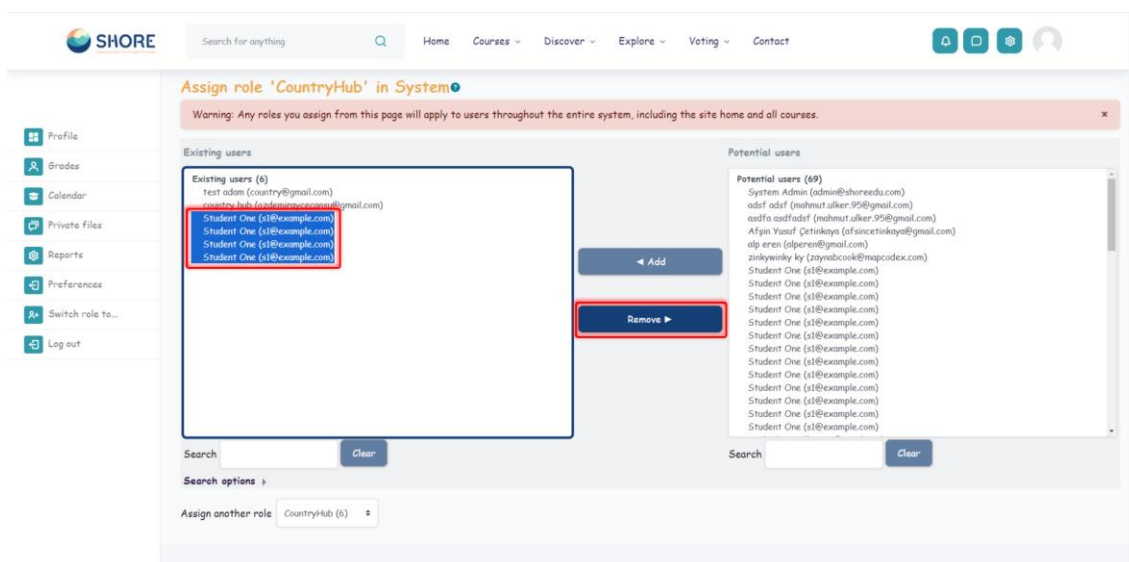 SHORE
Search for anything
Home Courses Discover Explore Voting Contact
Assign role 'CountryHub' in System
Warning: Any roles you assign from this page will apply to users throughout the entire system, including the site home and all courses. ×
Profile
Grades
Calendar
Private files
Reports
Preferences
Switch role to...
Log out
Existing users
Existing users (6)
test adam (country@gmail.com)
country hub (ozdemiraycecansu@gmail.com)
Student One (s1@example.com)
Student One (s1@example.com)
Student One (s1@example.com)
Student One (s1@example.com)
Search Clear
Search options
◄ Add
Remove ►
Potential users
Potential users (69)
System Admin (admin@shoreedu.com)
adsf adsf (mahmut.ulker.95@gmail.com)
asdfa asdfadsf (mahmut.ulker.95@gmail.com)
Afşin Yusuf Çetinkaya (afsincetinkaya@gmail.com)
alp eren (alperen@gmail.com)
zinkywinky ky (zaynabcook@mapcodex.com)
Student One (s1@example.com)
Student One (s1@example.com)
Student One (s1@example.com)
Student One (s1@example.com)
Student One (s1@example.com)
Student One (s1@example.com)
Student One (s1@example.com)
Student One (s1@example.com)
Student One (s1@example.com)
Student One (s1@example.com)
Student One (s1@example.com)
Student One (s1@example.com)
Student One (s1@example.com)
Search Clear
Assign another role CountryHub (6)